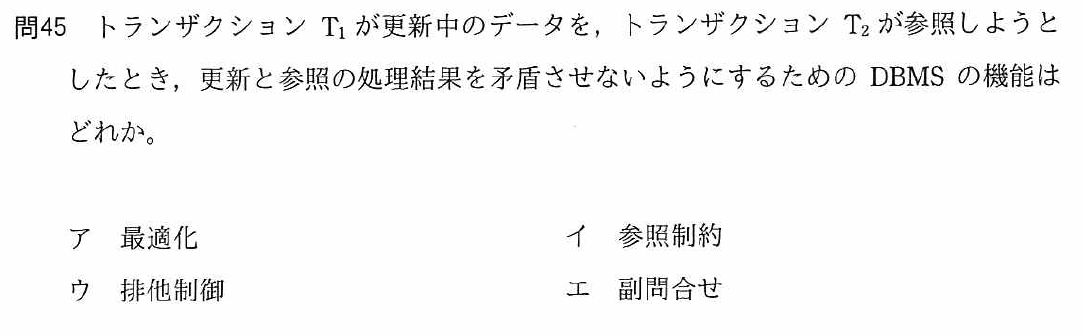 問45 トランザクション T₁ が更新中のデータを，トランザクション T₂ が参照しようと
したとき，更新と参照の処理結果を矛盾させないようにするための DBMS の機能は
どれか。
ア 最適化 イ 参照制約
ウ 排他制御 エ 副問合せ